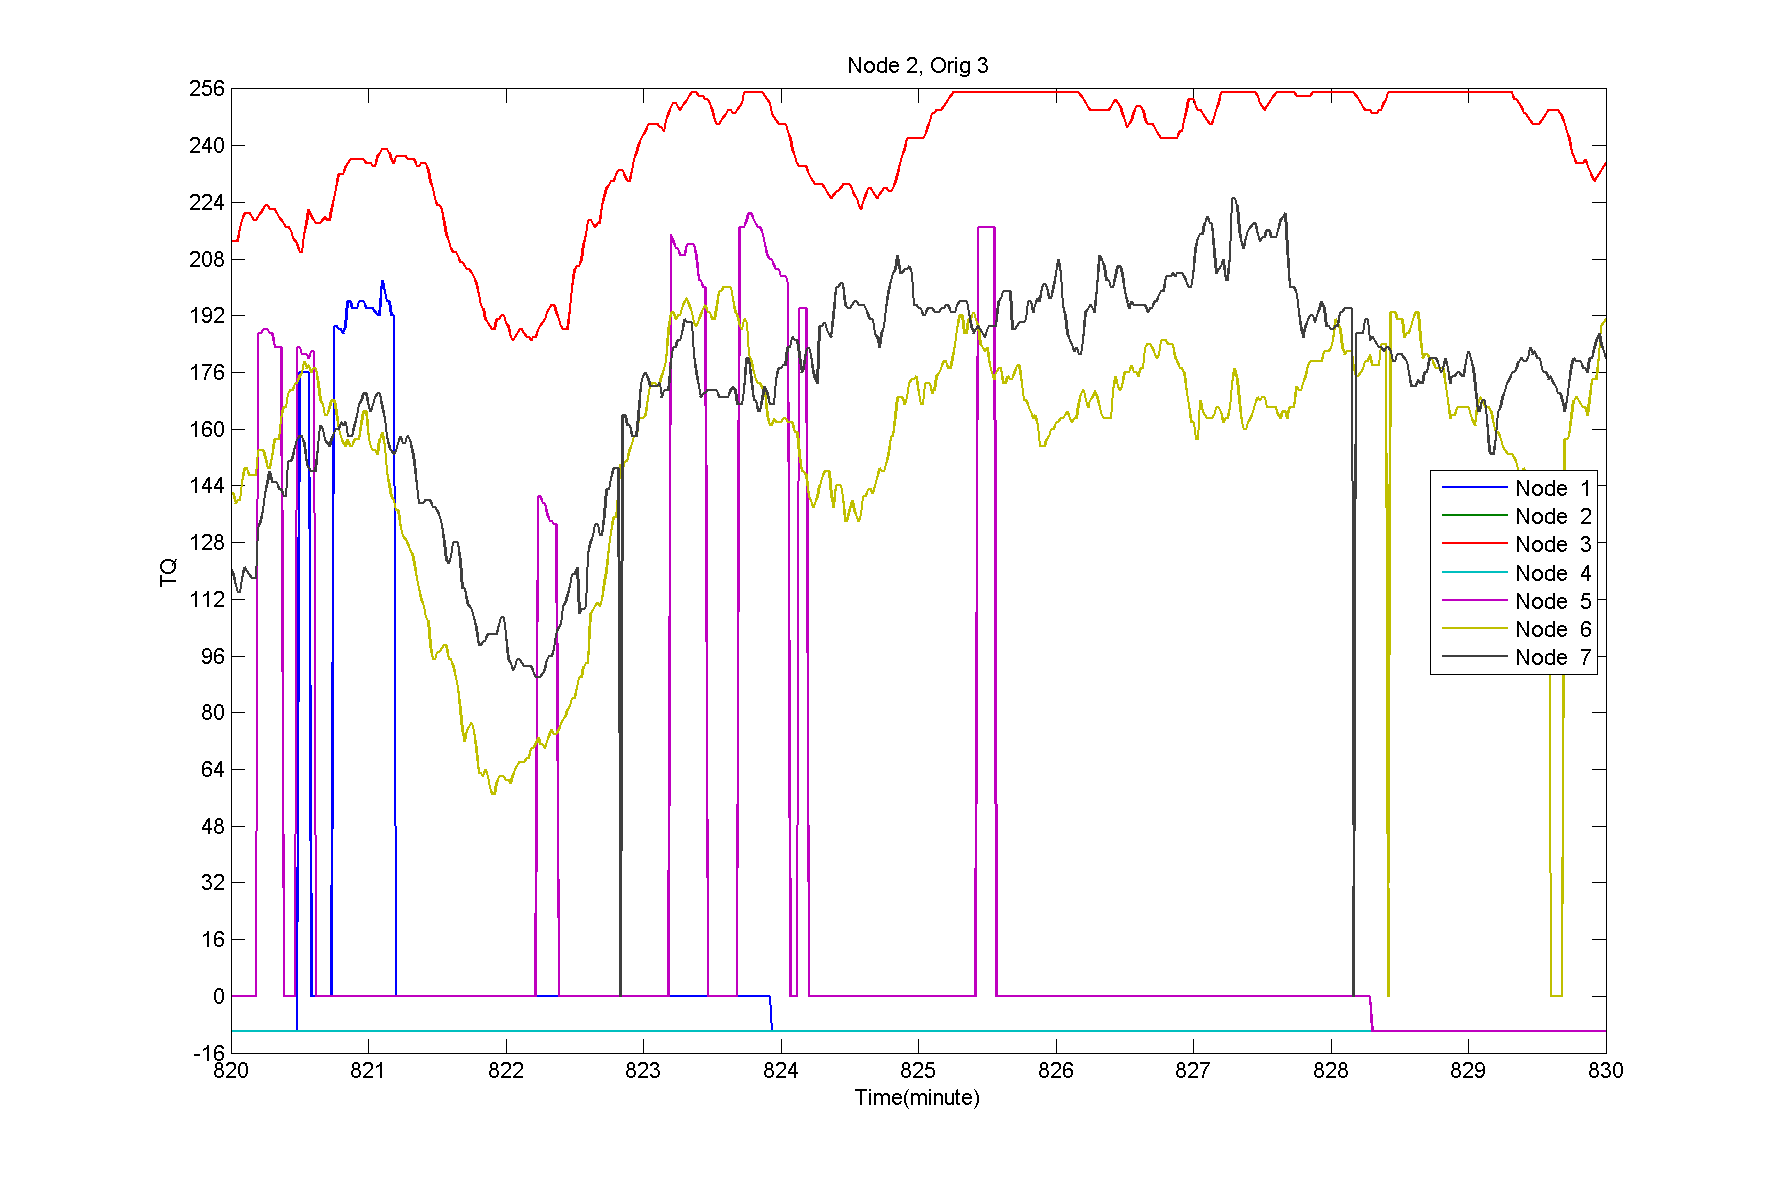 Node 2, Orig 3
256
240
224
208
192
176
160
144
128
112
96
80
64
48
32
16
0
-16
TQ
820 821 822 823 824 825 826 827 828 829 830
Time(minute)
Node 1
Node 2
Node 3
Node 4
Node 5
Node 6
Node 7